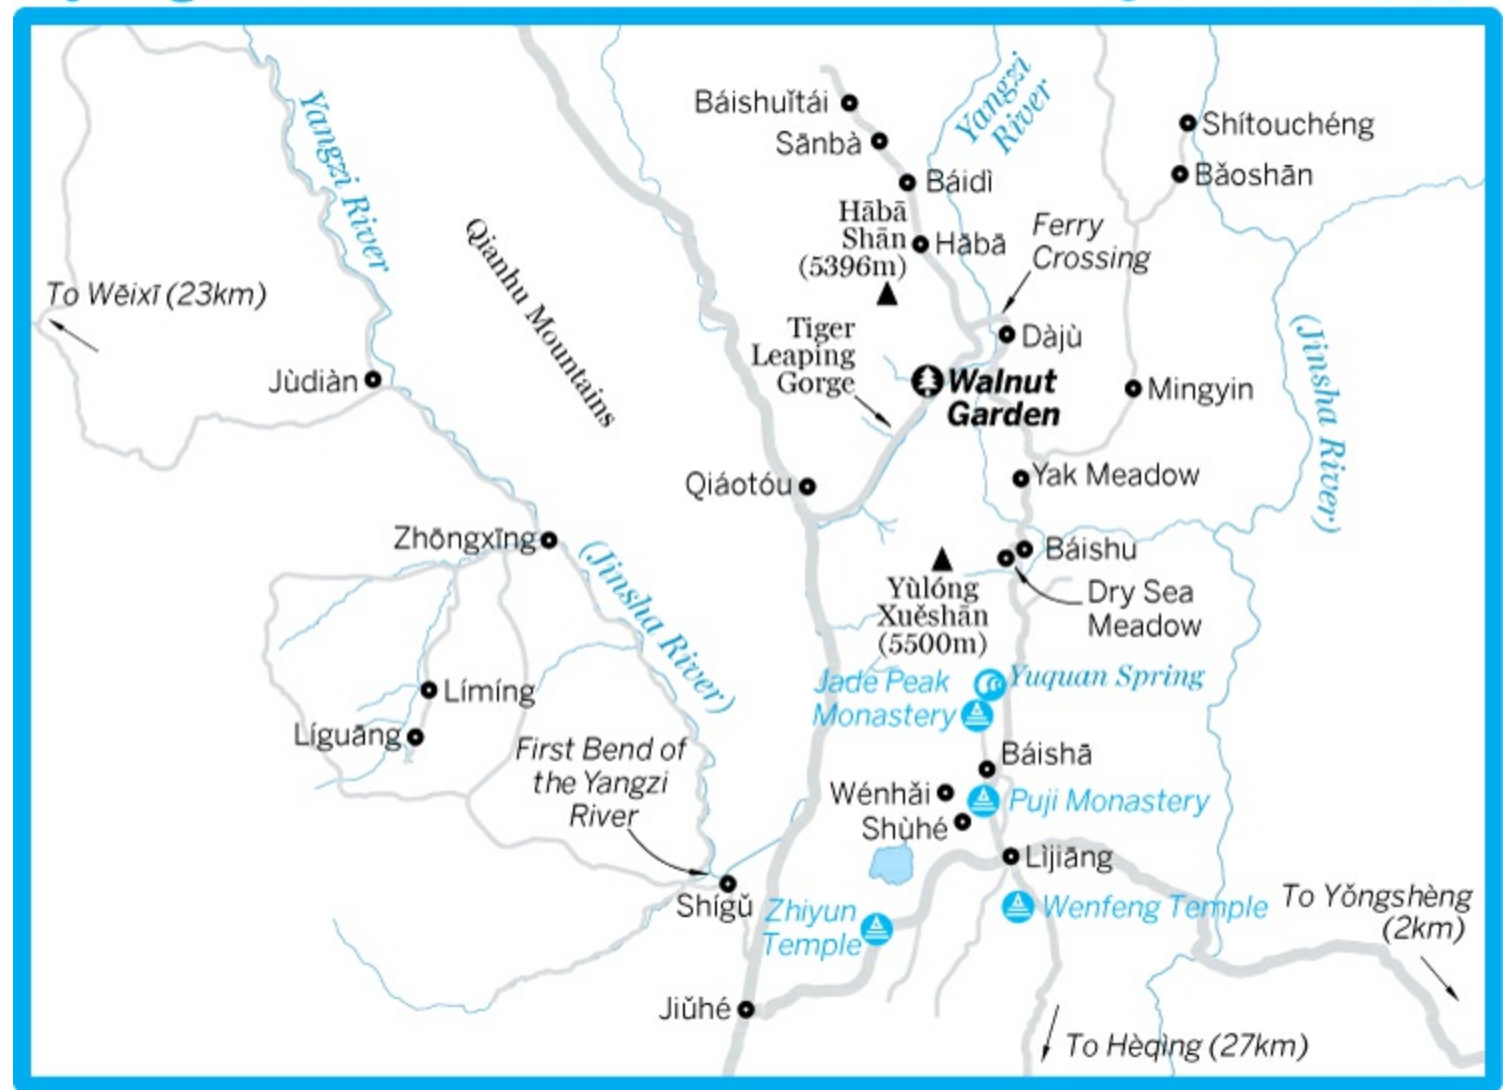 Yangzi River
Yangzi
River
Báishuǐtái
Sānbà
Báidì
Shítouchéng
Bǎoshān
Hābā
Shān
(5396m)
Hābā
Ferry
Crossing
Qianhu Mountains
To Wēixī (23km)
Tiger
Leaping
Gorge
Dàjù
(Jinsha River)
Jùdiàn
Walnut
Garden
Mingyin
Qiáotóu
Yak Meadow
Zhōngxīng
(Jinsha River)
Báishu
Yùlóng
Xuěshān
(5500m)
Dry Sea
Meadow
Jade Peak
Monastery
Yuquan Spring
Límíng
Líguāng
First Bend of
the Yangzi
River
Báishā
Wénhǎi
Puji Monastery
Shùhé
Lìjiāng
Shígǔ
Zhiyun
Temple
Wenfeng Temple
To Yǒngshèng
(2km)
Jiǔhé
To Hèqìng (27km)